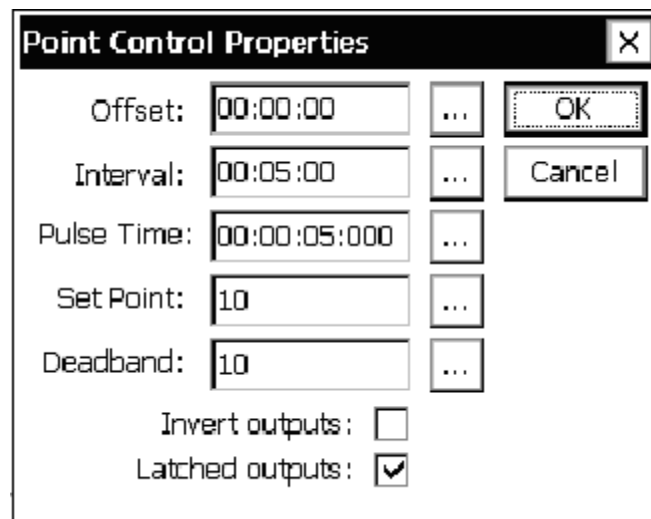 Point Control Properties
Offset: 00:00:00 ... OK
Interval: 00:05:00 ... Cancel
Pulse Time: 00:00:05:000 ...
Set Point: 10 ...
Deadband: 10 ...
Invert outputs:
Latched outputs: